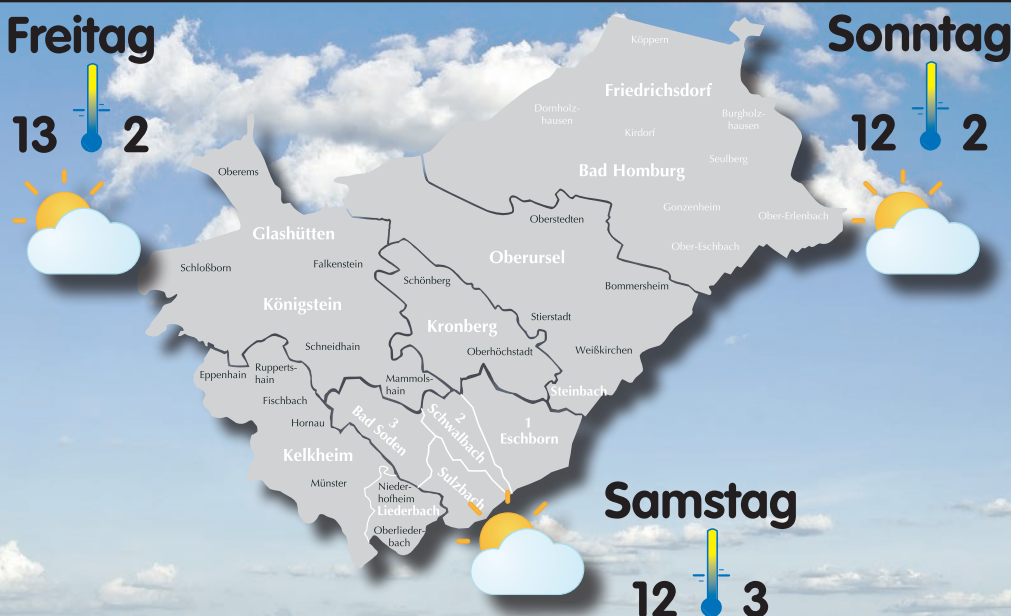 Freitag
13 2
Sonntag
12 2
Köppern
Friedrichsdorf
Dornholz-
hausen
Burgholz-
hausen
Kirdorf
Seulberg
Bad Homburg
Oberems
Gonzenheim
Ober-Erlenbach
Oberstedten
Glashütten
Ober-Eschbach
Oberursel
Schloßborn
Falkenstein
Schönberg
Bommersheim
Königstein
Stierstadt
Kronberg
Schneidhain
Oberhöchstadt
Weißkirchen
Eppenhain
Rupperts-
hain
Mammols-
hain
Steinbach
Fischbach
Hornau
3
Bad Soden
2
Schwalbach
1
Eschborn
Kelkheim
Münster
Nieder-
hofheim
Sulzbach
Liederbach
Oberlieder-
bach
Samstag
12 3